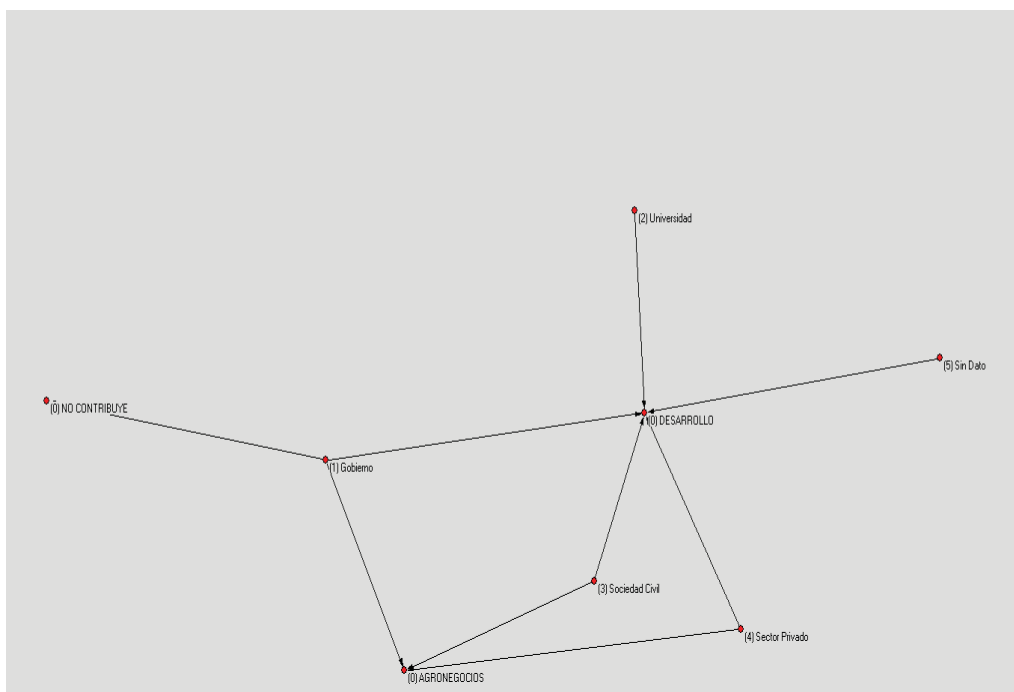 (2) Universidad
(5) Sin Dato
(0) NO CONTRIBUYE
(0) DESARROLLO
(1) Gobierno
(3) Sociedad Civil
(4) Sector Privado
(0) AGRONEGOCIOS